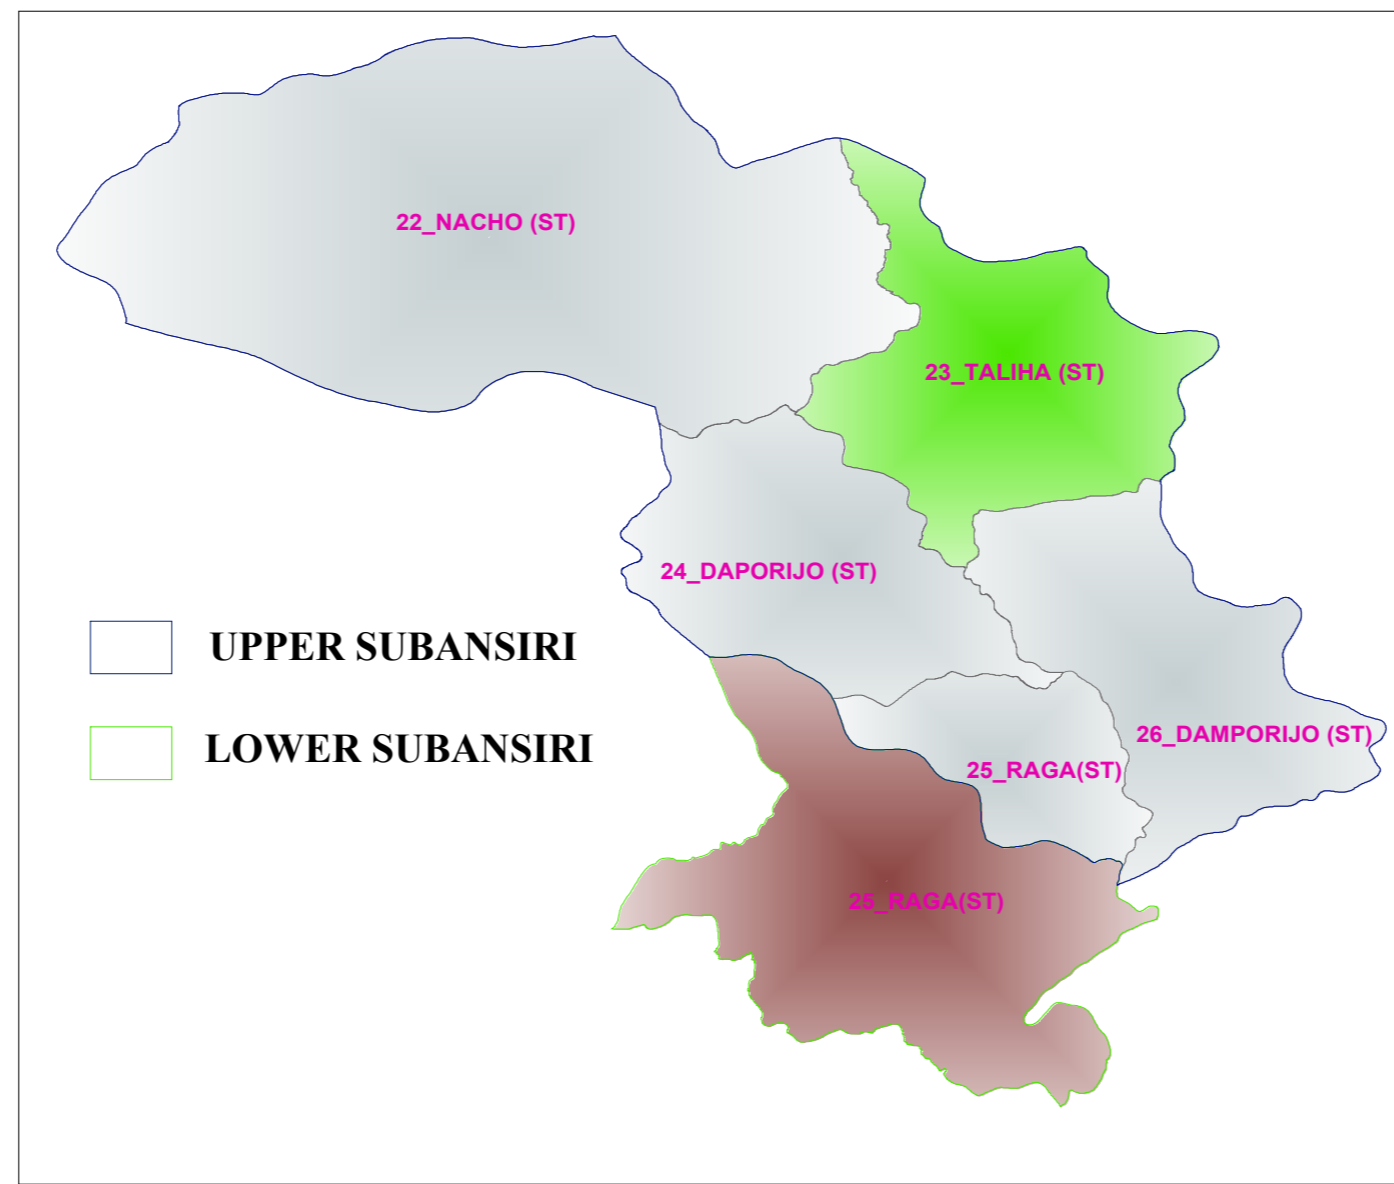 22_NACHO (ST)
23_TALIHA (ST)
24_DAPORIJO (ST)
UPPER SUBANSIRI
26_DAMPORIJO (ST)
LOWER SUBANSIRI
25_RAGA(ST)
25_RAGA(ST)